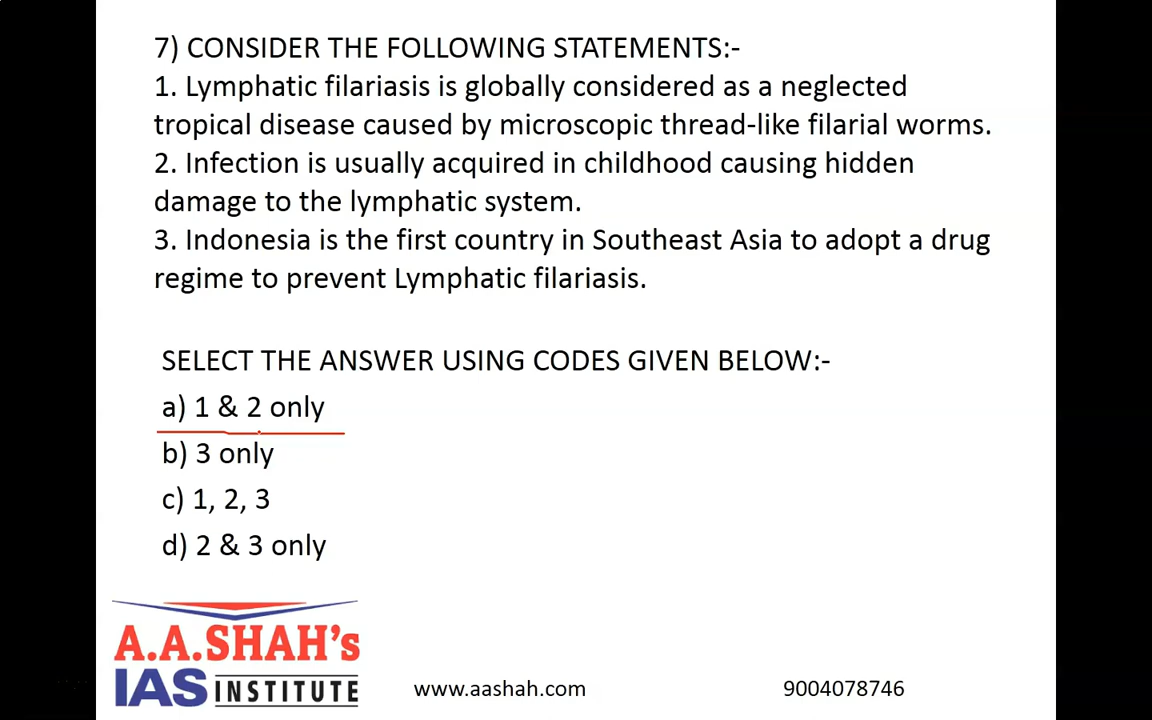 7) CONSIDER THE FOLLOWING STATEMENTS:-
1. Lymphatic filariasis is globally considered as a neglected
tropical disease caused by microscopic thread-like filarial worms.
2. Infection is usually acquired in childhood causing hidden
damage to the lymphatic system.
3. Indonesia is the first country in Southeast Asia to adopt a drug
regime to prevent Lymphatic filariasis.
SELECT THE ANSWER USING CODES GIVEN BELOW:-
a) 1 & 2 only
b) 3 only
c) 1, 2, 3
d) 2 & 3 only
A.A.SHAH's
IAS INSTITUTE
www.aashah.com 9004078746